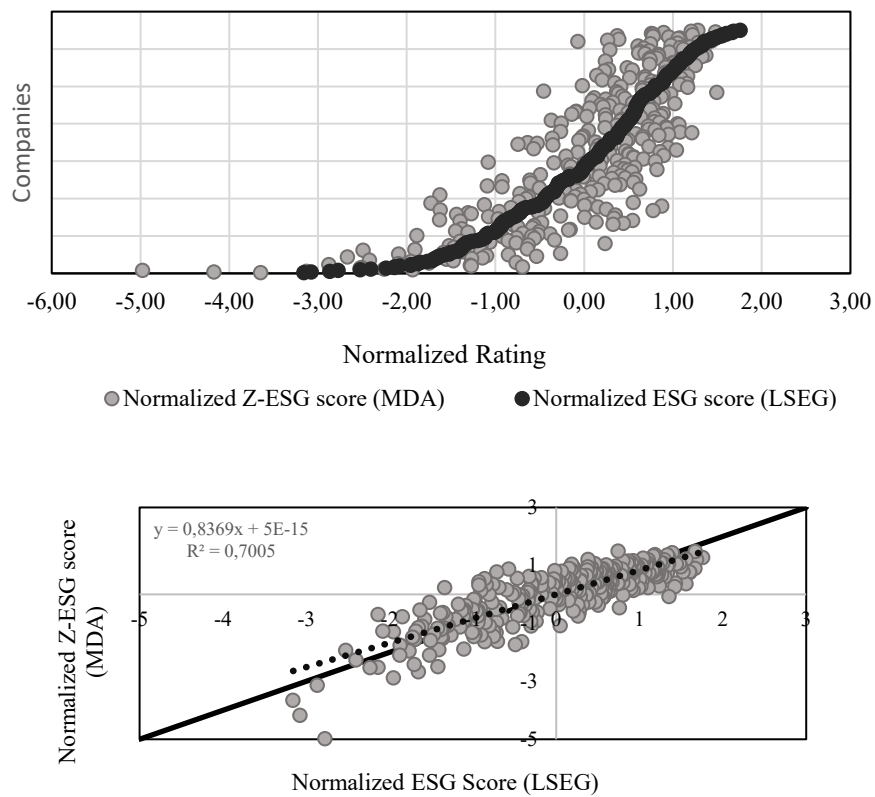 Companies
-6,00 -5,00 -4,00 -3,00 -2,00 -1,00 0,00 1,00 2,00 3,00
Normalized Rating
Normalized Z-ESG score (MDA) Normalized ESG score (LSEG)
y = 0,8369x + 5E-15
R² = 0,7005
Normalized Z-ESG score
(MDA)
3
1
-5 -4 -3 -2 -1 0 1 2 3
-1
-3
-5
Normalized ESG Score (LSEG)